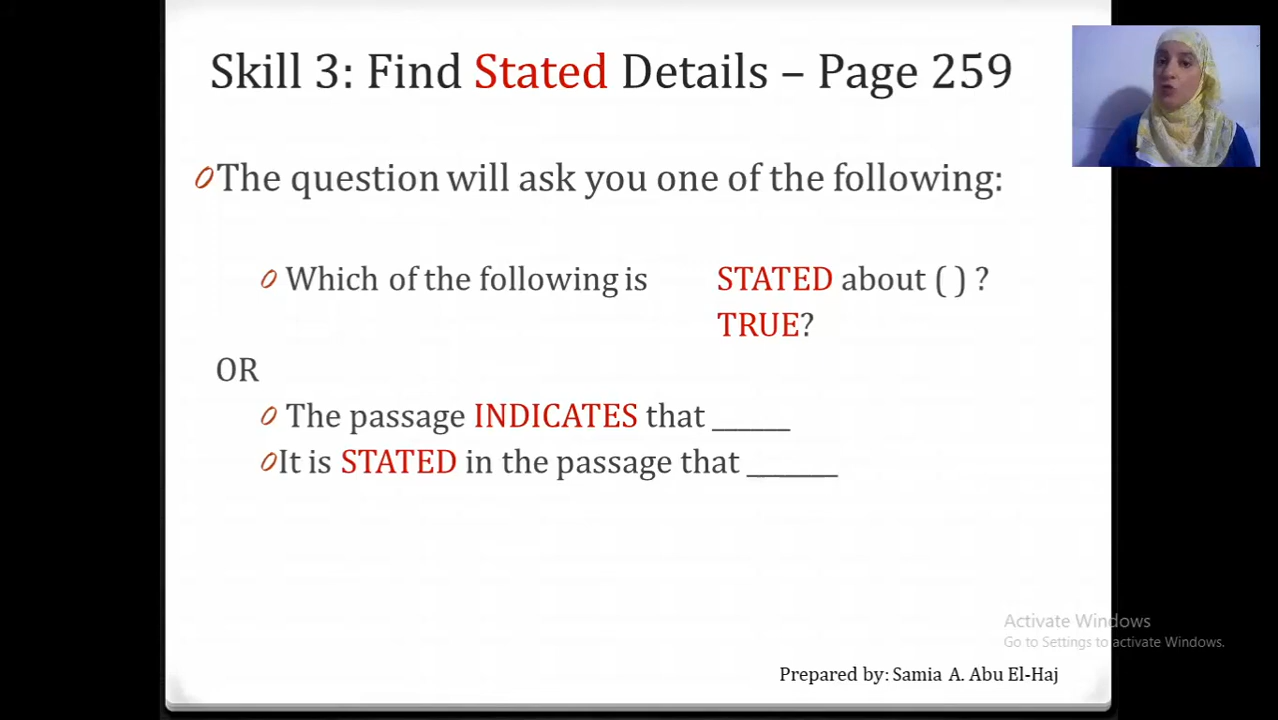 Skill 3: Find Stated Details – Page 259
The question will ask you one of the following:
Which of the following is STATED about ( ) ?
TRUE?
OR
The passage INDICATES that ______
It is STATED in the passage that _______
Activate Windows
Go to Settings to activate Windows.
Prepared by: Samia A. Abu El-Haj